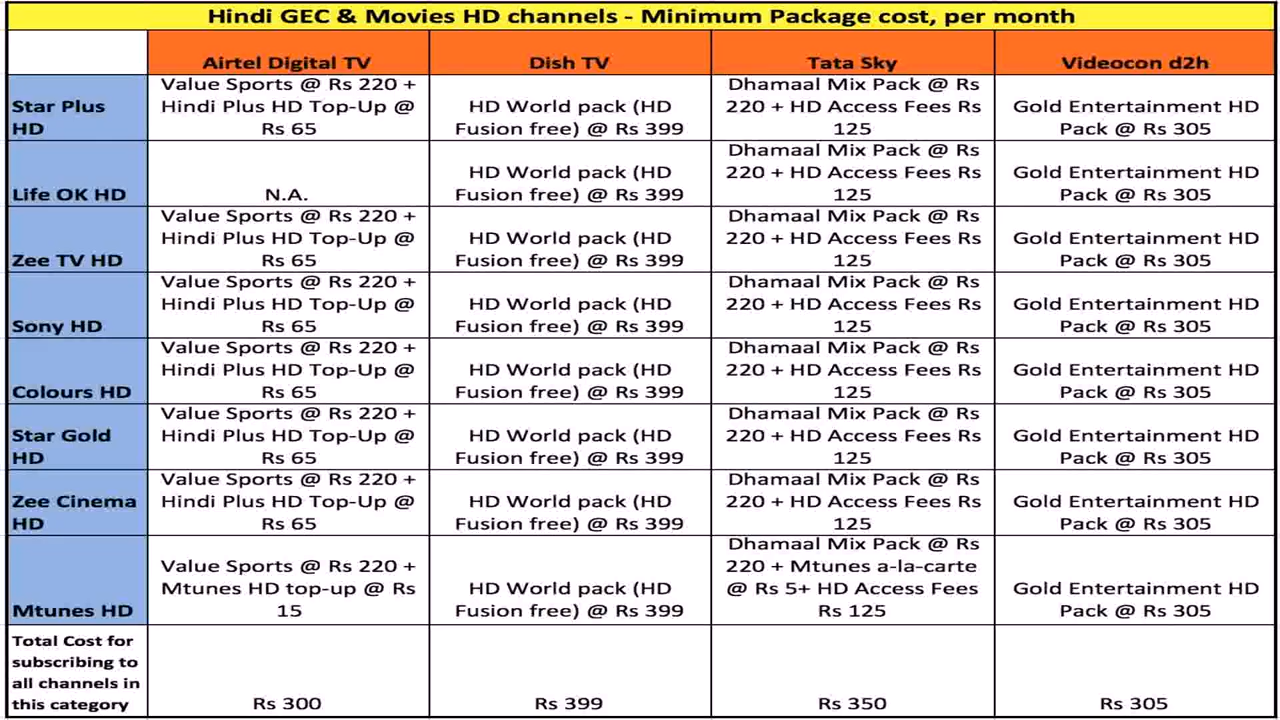 Hindi GEC & Movies HD channels - Minimum Package cost, per month
Airtel Digital TV
Dish TV
Tata Sky
Videocon d2h
Star Plus
HD
Value Sports @ Rs 220 +
Hindi Plus HD Top-Up @
Rs 65
HD World pack (HD
Fusion free) @ Rs 399
Dhamaal Mix Pack @ Rs
220 + HD Access Fees Rs
125
Gold Entertainment HD
Pack @ Rs 305
Life OK HD
N.A.
HD World pack (HD
Fusion free) @ Rs 399
Dhamaal Mix Pack @ Rs
220 + HD Access Fees Rs
125
Gold Entertainment HD
Pack @ Rs 305
Zee TV HD
Value Sports @ Rs 220 +
Hindi Plus HD Top-Up @
Rs 65
HD World pack (HD
Fusion free) @ Rs 399
Dhamaal Mix Pack @ Rs
220 + HD Access Fees Rs
125
Gold Entertainment HD
Pack @ Rs 305
Sony HD
Value Sports @ Rs 220 +
Hindi Plus HD Top-Up @
Rs 65
HD World pack (HD
Fusion free) @ Rs 399
Dhamaal Mix Pack @ Rs
220 + HD Access Fees Rs
125
Gold Entertainment HD
Pack @ Rs 305
Colours HD
Value Sports @ Rs 220 +
Hindi Plus HD Top-Up @
Rs 65
HD World pack (HD
Fusion free) @ Rs 399
Dhamaal Mix Pack @ Rs
220 + HD Access Fees Rs
125
Gold Entertainment HD
Pack @ Rs 305
Star Gold
HD
Value Sports @ Rs 220 +
Hindi Plus HD Top-Up @
Rs 65
HD World pack (HD
Fusion free) @ Rs 399
Dhamaal Mix Pack @ Rs
220 + HD Access Fees Rs
125
Gold Entertainment HD
Pack @ Rs 305
Zee Cinema
HD
Value Sports @ Rs 220 +
Hindi Plus HD Top-Up @
Rs 65
HD World pack (HD
Fusion free) @ Rs 399
Dhamaal Mix Pack @ Rs
220 + HD Access Fees Rs
125
Gold Entertainment HD
Pack @ Rs 305
Mtunes HD
Value Sports @ Rs 220 +
Mtunes HD top-up @ Rs
15
HD World pack (HD
Fusion free) @ Rs 399
Dhamaal Mix Pack @ Rs
220 + Mtunes a-la-carte
@ Rs 5+ HD Access Fees
Rs 125
Gold Entertainment HD
Pack @ Rs 305
Total Cost for
subscribing to
all channels in
this category
Rs 300
Rs 399
Rs 350
Rs 305